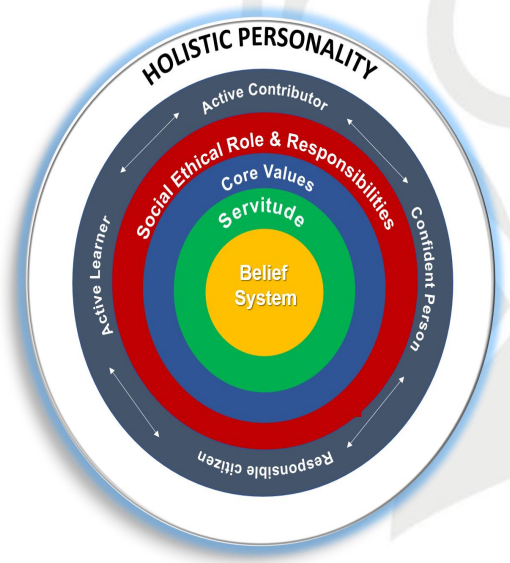 HOLISTIC PERSONALITY
Active Contributor
Social Ethical Role & Responsibilities
Core Values
Servitude
Belief
System
Active Learner
Confident Person
Responsible citizen